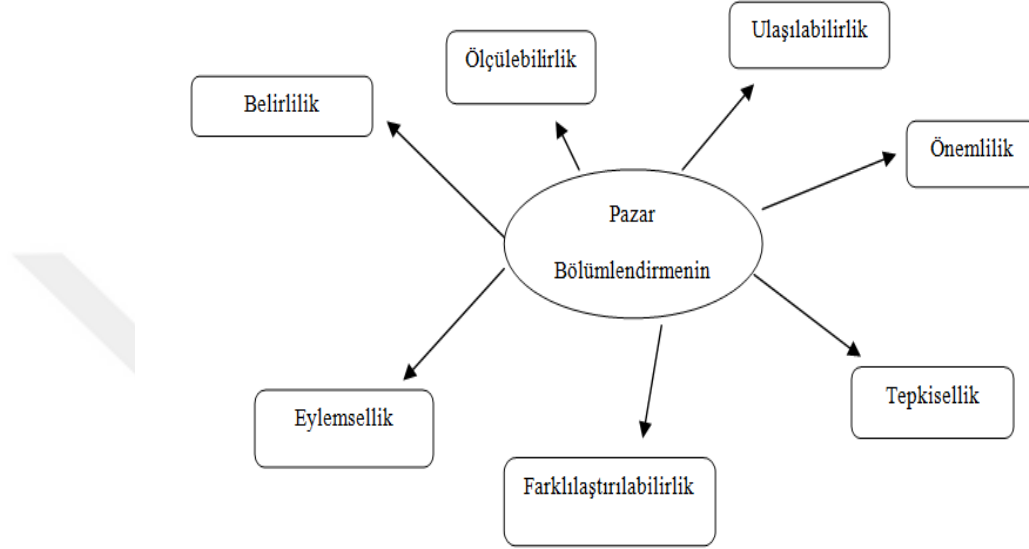 Ulaşılabilirlik
Ölçülebilirlik
Belirlilik
Önemlilik
Pazar
Bölümlendirmenin
Tepkisellik
Eylemsellik
Farklılaştırılabilirlik